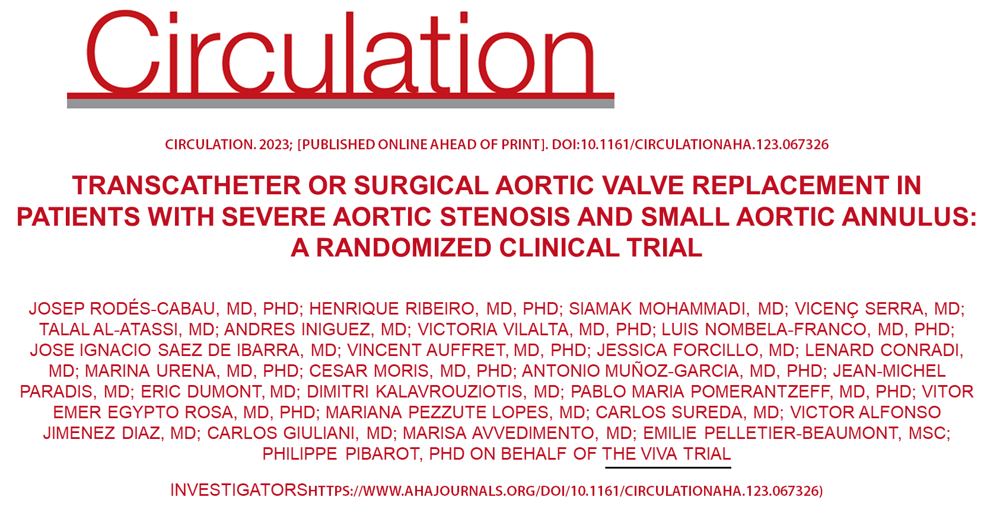 Circulation
CIRCULATION. 2023; [PUBLISHED ONLINE AHEAD OF PRINT]. DOI:10.1161/CIRCULATIONAHA.123.067326
TRANSCATHETER OR SURGICAL AORTIC VALVE REPLACEMENT IN
PATIENTS WITH SEVERE AORTIC STENOSIS AND SMALL AORTIC ANNULUS:
A RANDOMIZED CLINICAL TRIAL
JOSEP RODÉS-CABAU, MD, PHD; HENRIQUE RIBEIRO, MD, PHD; SIAMAK MOHAMMADI, MD; VICENÇ SERRA, MD;
TALAL AL-ATASSI, MD; ANDRES INIGUEZ, MD; VICTORIA VILALTA, MD, PHD; LUIS NOMBELA-FRANCO, MD, PHD;
JOSE IGNACIO SAEZ DE IBARRA, MD; VINCENT AUFFRET, MD, PHD; JESSICA FORCILLO, MD; LENARD CONRADI,
MD; MARINA URENA, MD, PHD; CESAR MORIS, MD, PHD; ANTONIO MUÑOZ-GARCIA, MD, PHD; JEAN-MICHEL
PARADIS, MD; ERIC DUMONT, MD; DIMITRI KALAVROUZIOTIS, MD; PABLO MARIA POMERANTZEFF, MD, PHD; VITOR
EMER EGYPTO ROSA, MD, PHD; MARIANA PEZZUTE LOPES, MD; CARLOS SUREDA, MD; VICTOR ALFONSO
JIMENEZ DIAZ, MD; CARLOS GIULIANI, MD; MARISA AVVEDIMENTO, MD; EMILIE PELLETIER-BEAUMONT, MSC;
PHILIPPE PIBAROT, PHD ON BEHALF OF THE VIVA TRIAL
INVESTIGATORSHTTPS://WWW.AHAJOURNALS.ORG/DOI/10.1161/CIRCULATIONAHA.123.067326)